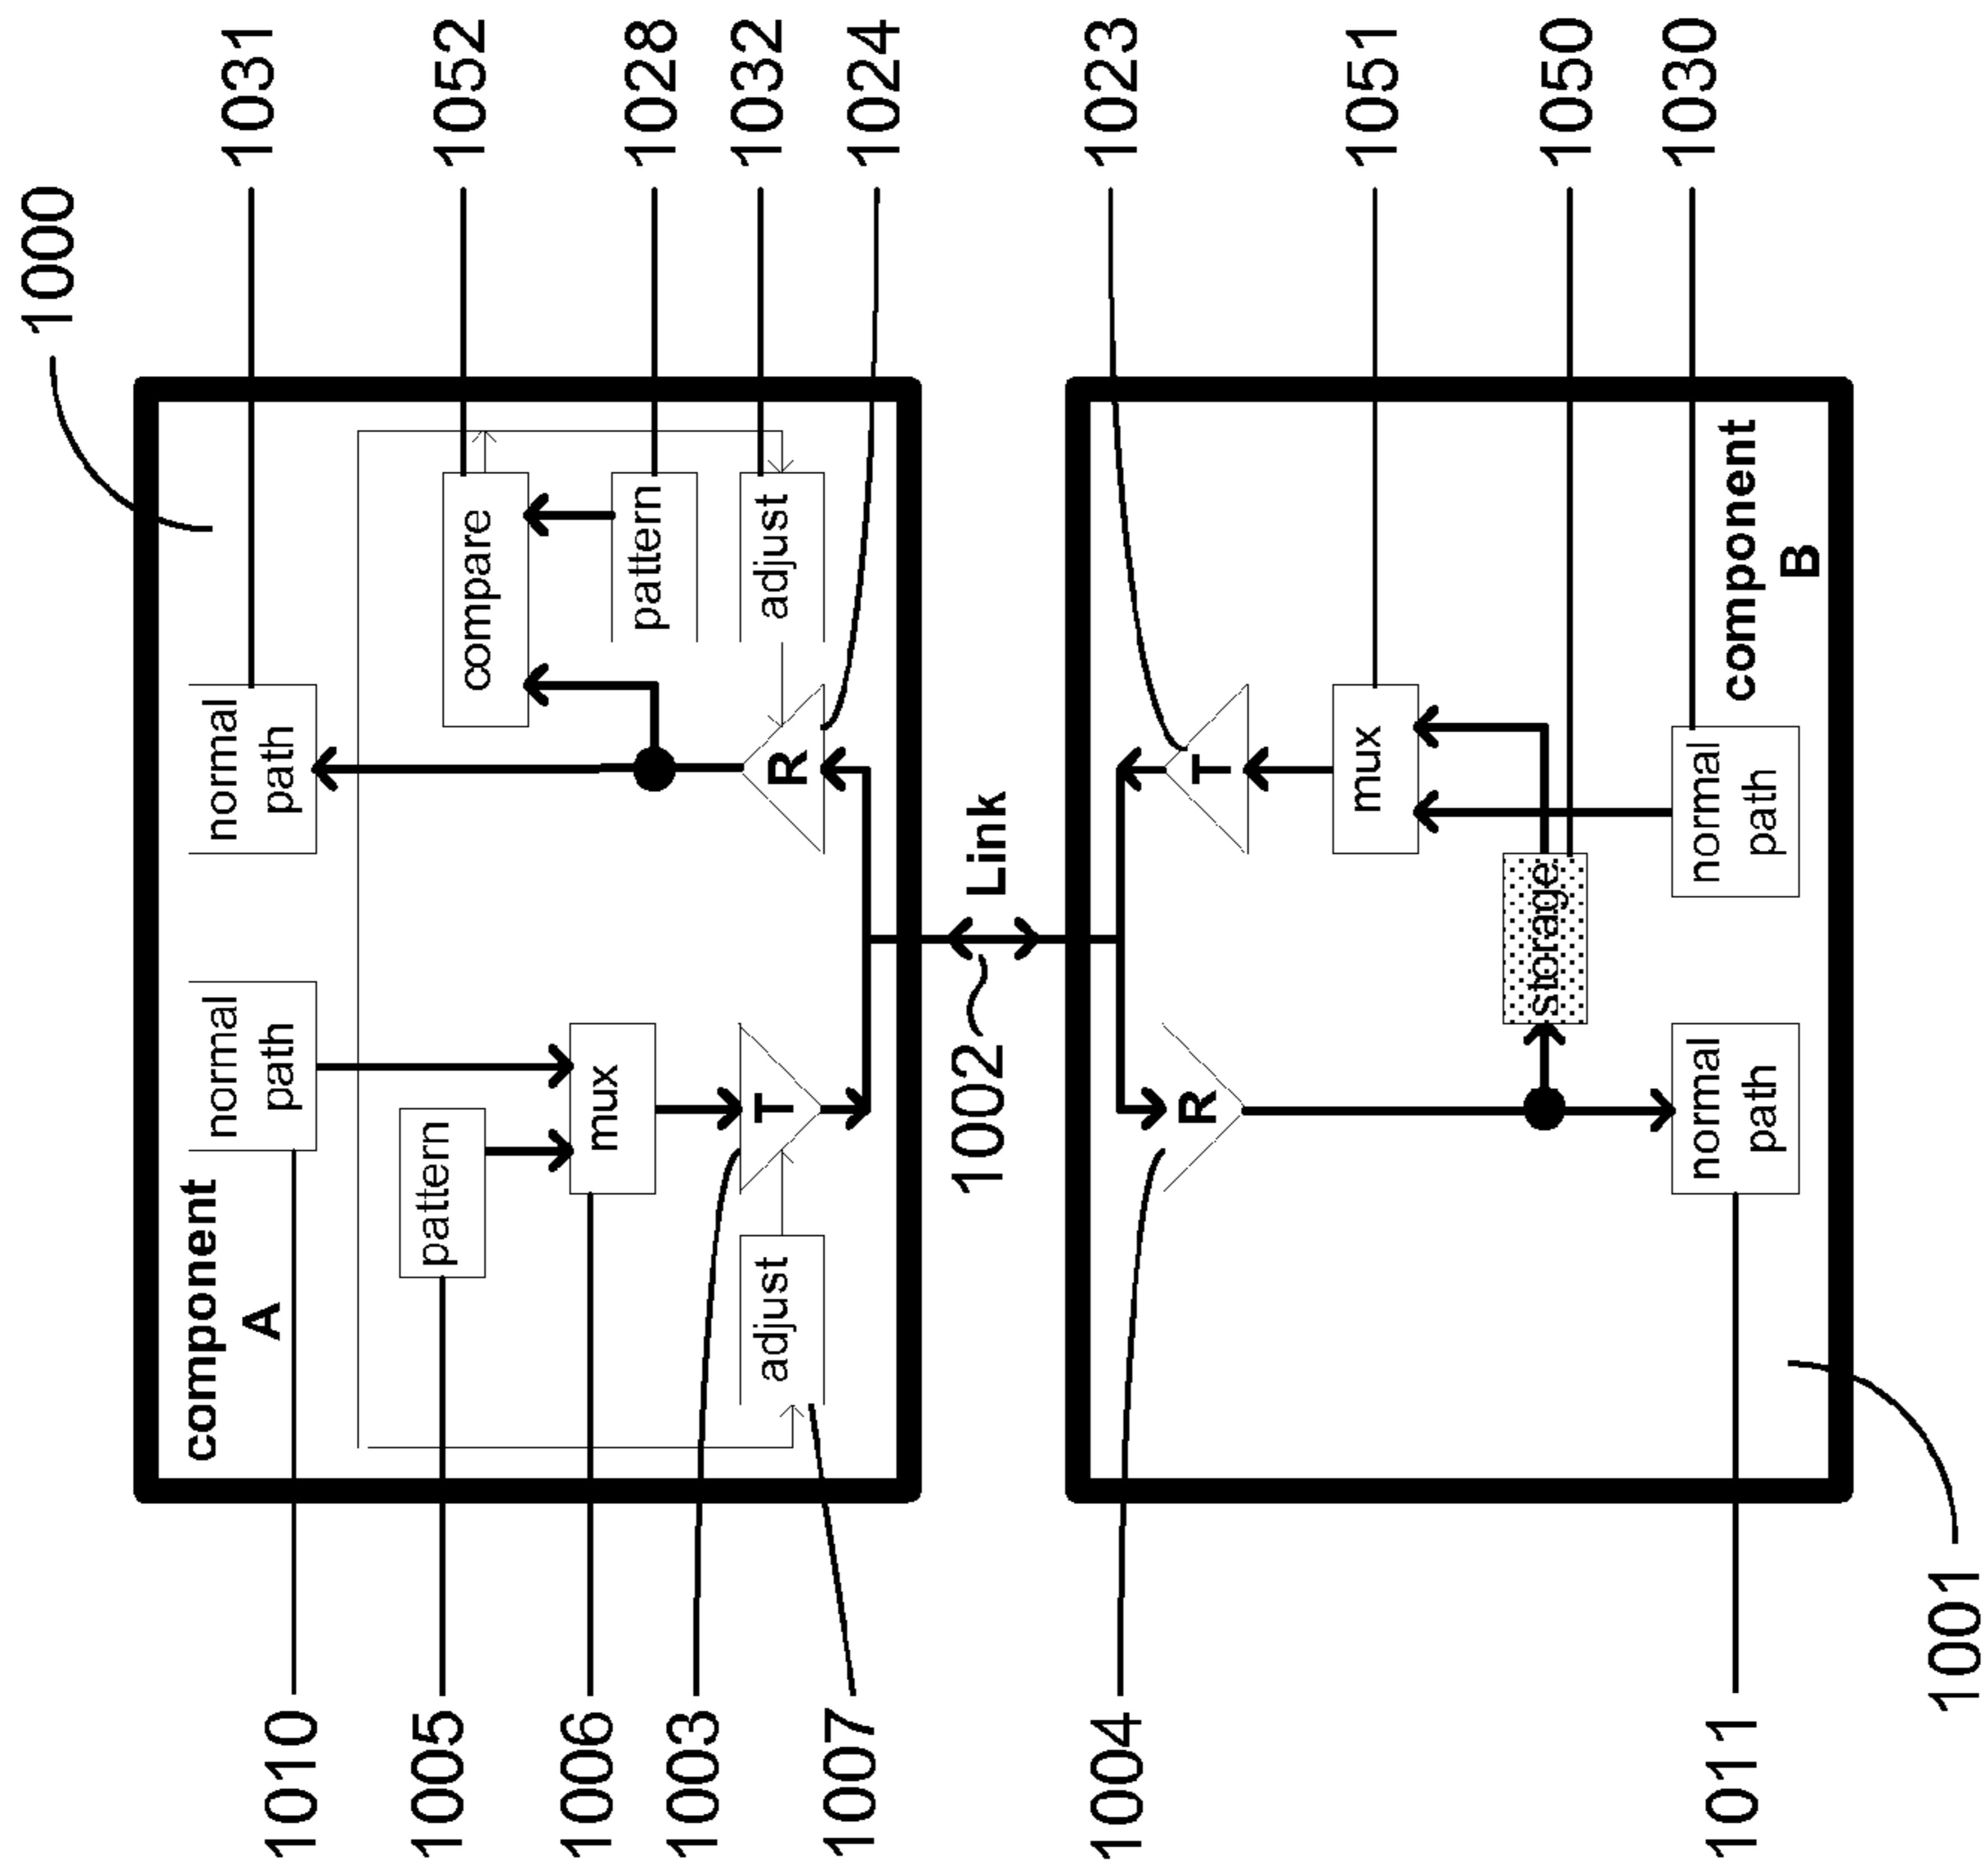 1000
component
A
1010
normal
path
normal
path
1031
1005
pattern
compare
1052
1006
mux
pattern
1028
1003
T
R
1007
adjust
adjust
1032
1024
1002
Link
1004
R
T
1023
mux
1051
storage
1050
1011
normal
path
normal
path
1030
component
B
1001